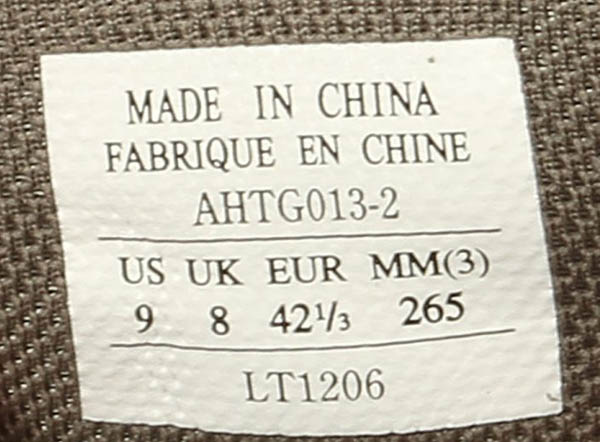 MADE IN CHINA
FABRIQUE EN CHINE
AHTG013-2
US UK EUR MM(3)
9 8 42⅓ 265
LT1206